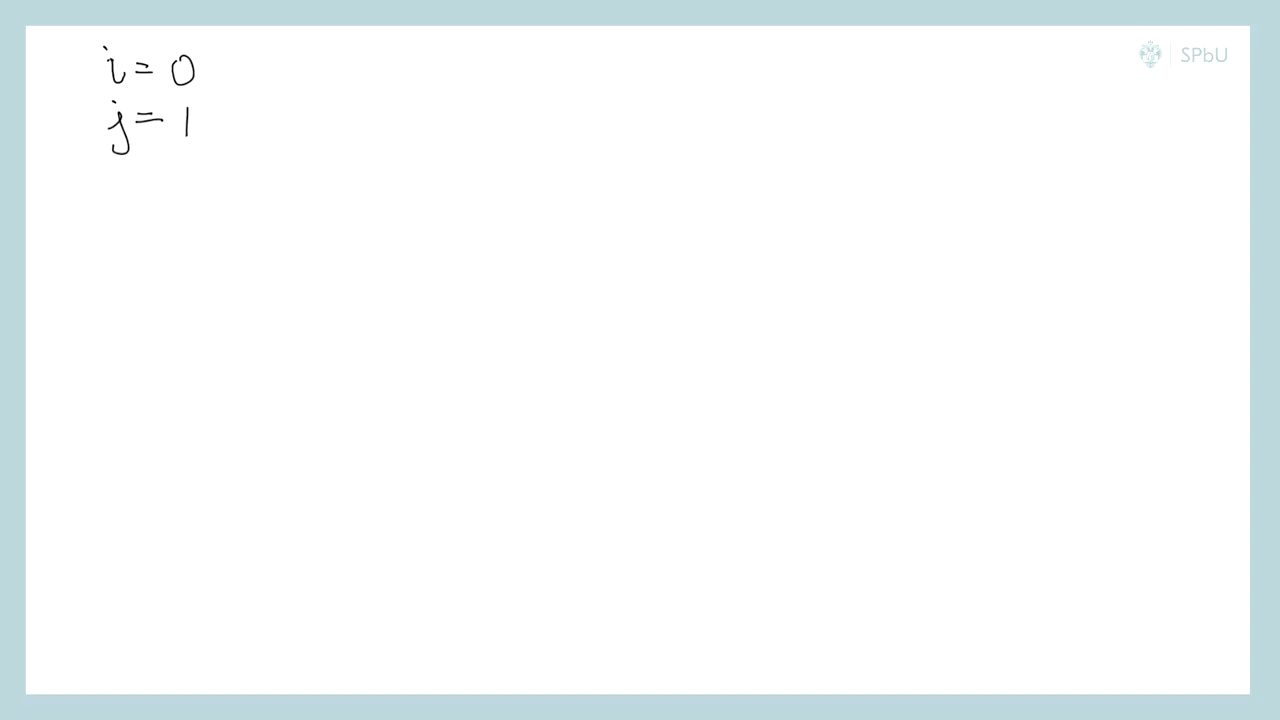 i = 0
j = 1
SPbU